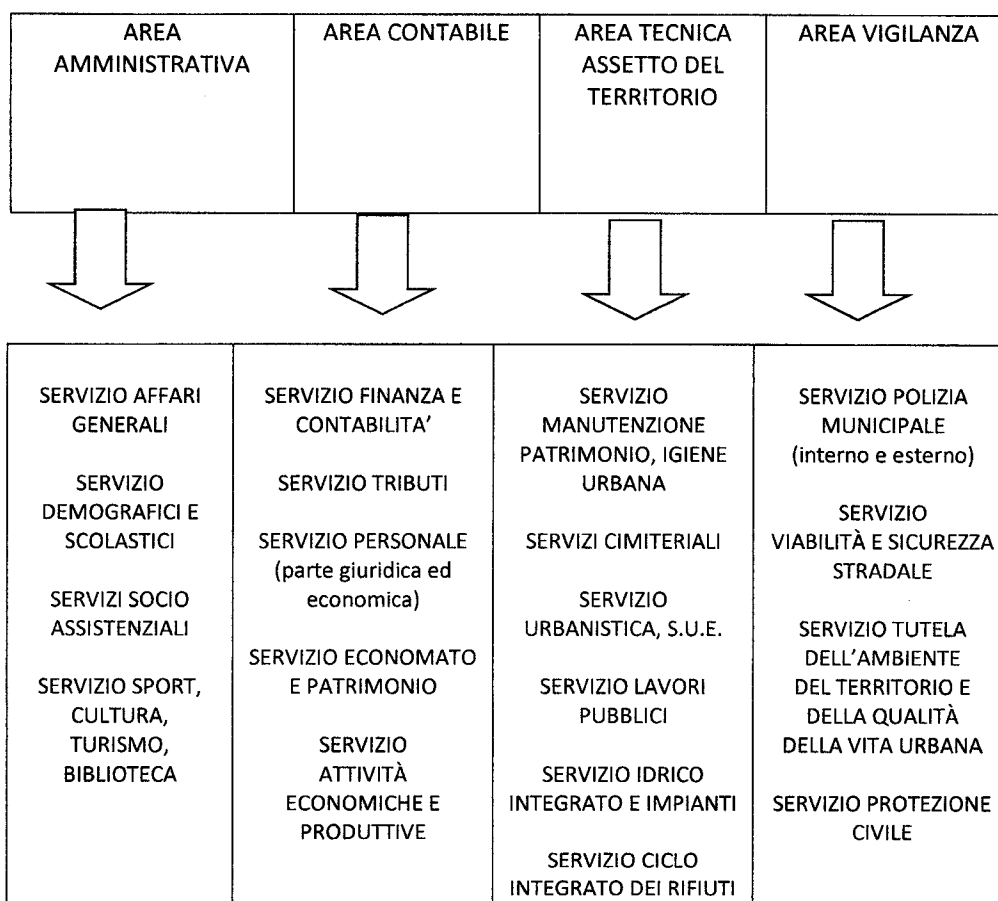 AREA
AMMINISTRATIVA
AREA CONTABILE
AREA TECNICA
ASSETTO DEL
TERRITORIO
AREA VIGILANZA
SERVIZIO AFFARI
GENERALI
SERVIZIO
DEMOGRAFICI E
SCOLASTICI
SERVIZI SOCIO
ASSISTENZIALI
SERVIZIO SPORT,
CULTURA,
TURISMO,
BIBLIOTECA
SERVIZIO FINANZA E
CONTABILITA’
SERVIZIO TRIBUTI
SERVIZIO PERSONALE
(parte giuridica ed
economica)
SERVIZIO ECONOMATO
E PATRIMONIO
SERVIZIO
ATTIVITÀ
ECONOMICHE E
PRODUTTIVE
SERVIZIO
MANUTENZIONE
PATRIMONIO, IGIENE
URBANA
SERVIZI CIMITERIALI
SERVIZIO
URBANISTICA, S.U.E.
SERVIZIO LAVORI
PUBBLICI
SERVIZIO IDRICO
INTEGRATO E IMPIANTI
SERVIZIO CICLO
INTEGRATO DEI RIFIUTI
SERVIZIO POLIZIA
MUNICIPALE
(interno e esterno)
SERVIZIO
VIABILITÀ E SICUREZZA
STRADALE
SERVIZIO TUTELA
DELL’AMBIENTE
DEL TERRITORIO E
DELLA QUALITÀ
DELLA VITA URBANA
SERVIZIO PROTEZIONE
CIVILE